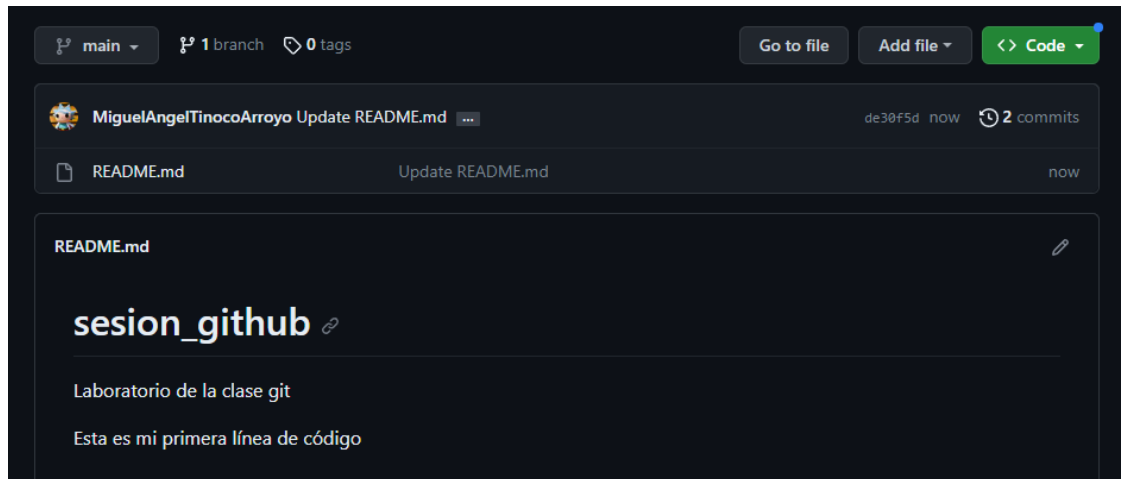 main 1 branch 0 tags Go to file Add file <> Code
MiguelAngelTinocoArroyo Update README.md ... de30f5d now 2 commits
README.md Update README.md now
README.md
sesion_github
Laboratorio de la clase git
Esta es mi primera línea de código